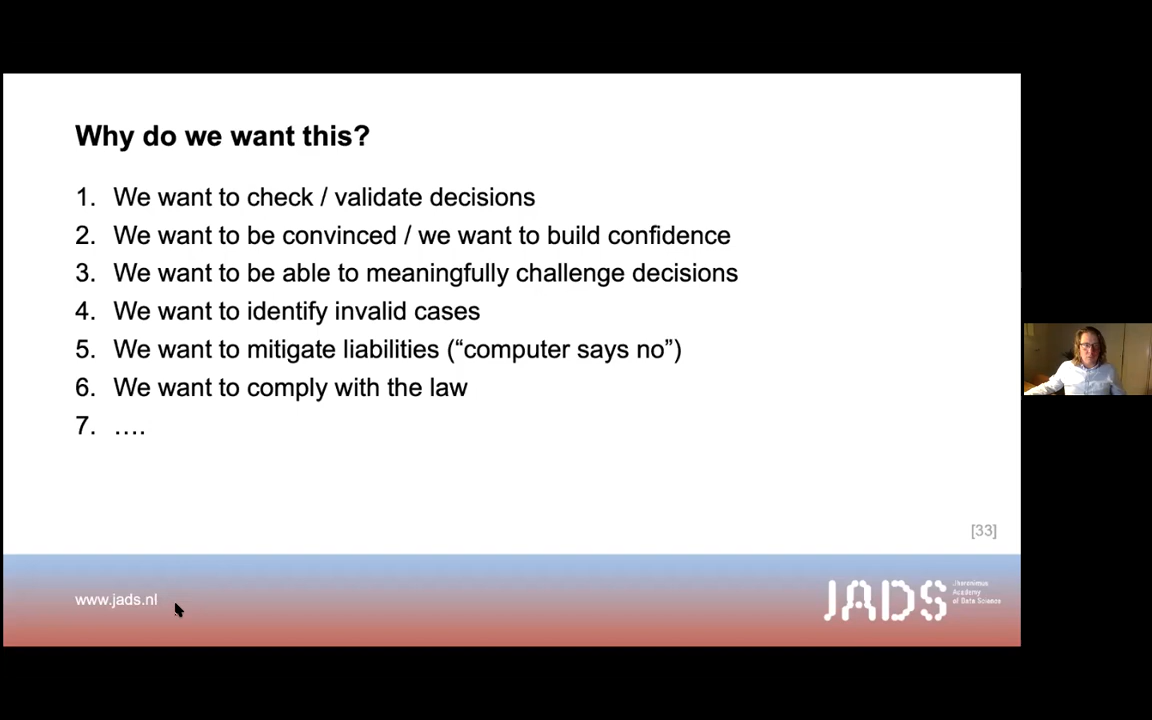 Why do we want this?
1. We want to check / validate decisions
2. We want to be convinced / we want to build confidence
3. We want to be able to meaningfully challenge decisions
4. We want to identify invalid cases
5. We want to mitigate liabilities (“computer says no”)
6. We want to comply with the law
7. ….
[33]
www.jads.nl
JADS
Jheronimus
Academy
of Data Science